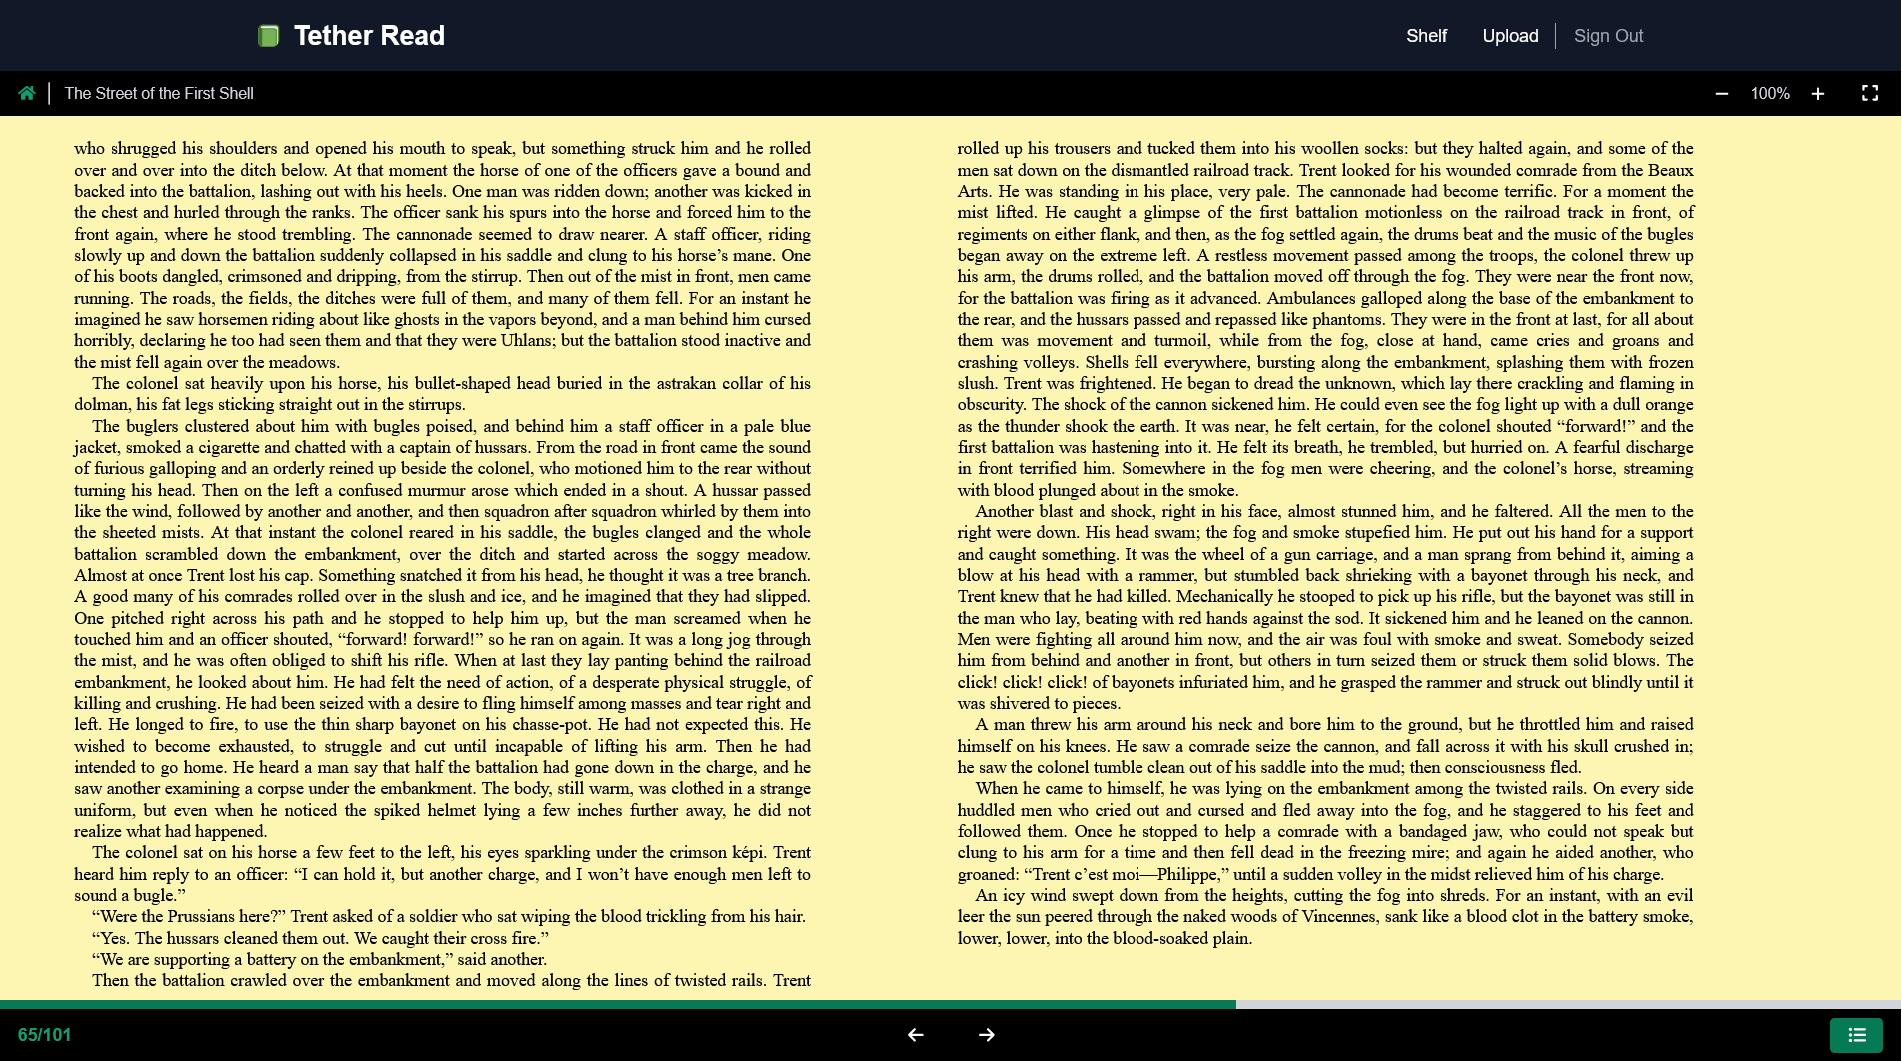 Tether Read
Shelf
Upload
Sign Out
The Street of the First Shell
100%
who shrugged his shoulders and opened his mouth to speak, but something struck him and he rolled
over and over into the ditch below. At that moment the horse of one of the officers gave a bound and
backed into the battalion, lashing out with his heels. One man was ridden down; another was kicked in
the chest and hurled through the ranks. The officer sank his spurs into the horse and forced him to the
front again, where he stood trembling. The cannonade seemed to draw nearer. A staff officer, riding
slowly up and down the battalion suddenly collapsed in his saddle and clung to his horse’s mane. One
of his boots dangled, crimsoned and dripping, from the stirrup. Then out of the mist in front, men came
running. The roads, the fields, the ditches were full of them, and many of them fell. For an instant he
imagined he saw horsemen riding about like ghosts in the vapors beyond, and a man behind him cursed
horribly, declaring he too had seen them and that they were Uhlans; but the battalion stood inactive and
the mist fell again over the meadows.
The colonel sat heavily upon his horse, his bullet-shaped head buried in the astrakan collar of his
dolman, his fat legs sticking straight out in the stirrups.
The buglers clustered about him with bugles poised, and behind him a staff officer in a pale blue
jacket, smoked a cigarette and chatted with a captain of hussars. From the road in front came the sound
of furious galloping and an orderly reined up beside the colonel, who motioned him to the rear without
turning his head. Then on the left a confused murmur arose which ended in a shout. A hussar passed
like the wind, followed by another and another, and then squadron after squadron whirled by them into
the sheeted mists. At that instant the colonel reared in his saddle, the bugles clanged and the whole
battalion scrambled down the embankment, over the ditch and started across the soggy meadow.
Almost at once Trent lost his cap. Something snatched it from his head, he thought it was a tree branch.
A good many of his comrades rolled over in the slush and ice, and he imagined that they had slipped.
One pitched right across his path and he stopped to help him up, but the man screamed when he
touched him and an officer shouted, “forward! forward!” so he ran on again. It was a long jog through
the mist, and he was often obliged to shift his rifle. When at last they lay panting behind the railroad
embankment, he looked about him. He had felt the need of action, of a desperate physical struggle, of
killing and crushing. He had been seized with a desire to fling himself among masses and tear right and
left. He longed to fire, to use the thin sharp bayonet on his chasse-pot. He had not expected this. He
wished to become exhausted, to struggle and cut until incapable of lifting his arm. Then he had
intended to go home. He heard a man say that half the battalion had gone down in the charge, and he
saw another examining a corpse under the embankment. The body, still warm, was clothed in a strange
uniform, but even when he noticed the spiked helmet lying a few inches further away, he did not
realize what had happened.
The colonel sat on his horse a few feet to the left, his eyes sparkling under the crimson képi. Trent
heard him reply to an officer: “I can hold it, but another charge, and I won’t have enough men left to
sound a bugle.”
“Were the Prussians here?” Trent asked of a soldier who sat wiping the blood trickling from his hair.
“Yes. The hussars cleaned them out. We caught their cross fire.”
“We are supporting a battery on the embankment,” said another.
Then the battalion crawled over the embankment and moved along the lines of twisted rails. Trent
rolled up his trousers and tucked them into his woollen socks: but they halted again, and some of the
men sat down on the dismantled railroad track. Trent looked for his wounded comrade from the Beaux
Arts. He was standing in his place, very pale. The cannonade had become terrific. For a moment the
mist lifted. He caught a glimpse of the first battalion motionless on the railroad track in front, of
regiments on either flank, and then, as the fog settled again, the drums beat and the music of the bugles
began away on the extreme left. A restless movement passed among the troops, the colonel threw up
his arm, the drums rolled, and the battalion moved off through the fog. They were near the front now,
for the battalion was firing as it advanced. Ambulances galloped along the base of the embankment to
the rear, and the hussars passed and repassed like phantoms. They were in the front at last, for all about
them was movement and turmoil, while from the fog, close at hand, came cries and groans and
crashing volleys. Shells fell everywhere, bursting along the embankment, splashing them with frozen
slush. Trent was frightened. He began to dread the unknown, which lay there crackling and flaming in
obscurity. The shock of the cannon sickened him. He could even see the fog light up with a dull orange
as the thunder shook the earth. It was near, he felt certain, for the colonel shouted “forward!” and the
first battalion was hastening into it. He felt its breath, he trembled, but hurried on. A fearful discharge
in front terrified him. Somewhere in the fog men were cheering, and the colonel’s horse, streaming
with blood plunged about in the smoke.
Another blast and shock, right in his face, almost stunned him, and he faltered. All the men to the
right were down. His head swam; the fog and smoke stupefied him. He put out his hand for a support
and caught something. It was the wheel of a gun carriage, and a man sprang from behind it, aiming a
blow at his head with a rammer, but stumbled back shrieking with a bayonet through his neck, and
Trent knew that he had killed. Mechanically he stooped to pick up his rifle, but the bayonet was still in
the man who lay, beating with red hands against the sod. It sickened him and he leaned on the cannon.
Men were fighting all around him now, and the air was foul with smoke and sweat. Somebody seized
him from behind and another in front, but others in turn seized them or struck them solid blows. The
click! click! click! of bayonets infuriated him, and he grasped the rammer and struck out blindly until it
was shivered to pieces.
A man threw his arm around his neck and bore him to the ground, but he throttled him and raised
himself on his knees. He saw a comrade seize the cannon, and fall across it with his skull crushed in;
he saw the colonel tumble clean out of his saddle into the mud; then consciousness fled.
When he came to himself, he was lying on the embankment among the twisted rails. On every side
huddled men who cried out and cursed and fled away into the fog, and he staggered to his feet and
followed them. Once he stopped to help a comrade with a bandaged jaw, who could not speak but
clung to his arm for a time and then fell dead in the freezing mire; and again he aided another, who
groaned: “Trent c’est moi—Philippe,” until a sudden volley in the midst relieved him of his charge.
An icy wind swept down from the heights, cutting the fog into shreds. For an instant, with an evil
leer the sun peered through the naked woods of Vincennes, sank like a blood clot in the battery smoke,
lower, lower, into the blood-soaked plain.
65/101